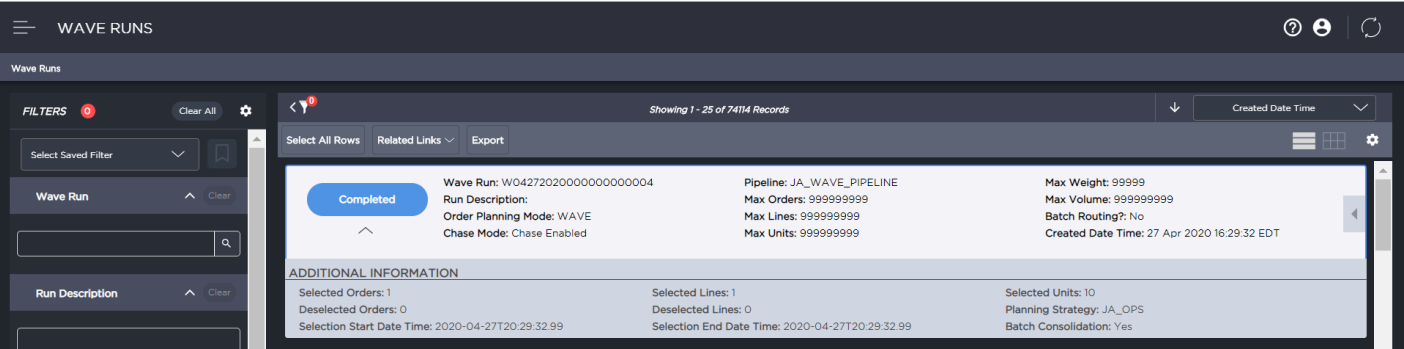 WAVE RUNS
Wave Runs
FILTERS 0 Clear All
Select Saved Filter
Wave Run Clear
Run Description Clear
0
Showing 1 - 25 of 74114 Records
Created Date Time
Select All Rows Related Links Export
Completed
Wave Run: W04272020000000000004 Pipeline: JA_WAVE_PIPELINE Max Weight: 99999
Run Description: Max Orders: 999999999 Max Volume: 999999999
Order Planning Mode: WAVE Max Lines: 999999999 Batch Routing?: No
Chase Mode: Chase Enabled Max Units: 999999999 Created Date Time: 27 Apr 2020 16:29:32 EDT
ADDITIONAL INFORMATION
Selected Orders: 1 Selected Lines: 1 Selected Units: 10
Deselected Orders: 0 Deselected Lines: 0 Planning Strategy: JA_OPS
Selection Start Date Time: 2020-04-27T20:29:32.99 Selection End Date Time: 2020-04-27T20:29:32.99 Batch Consolidation: Yes